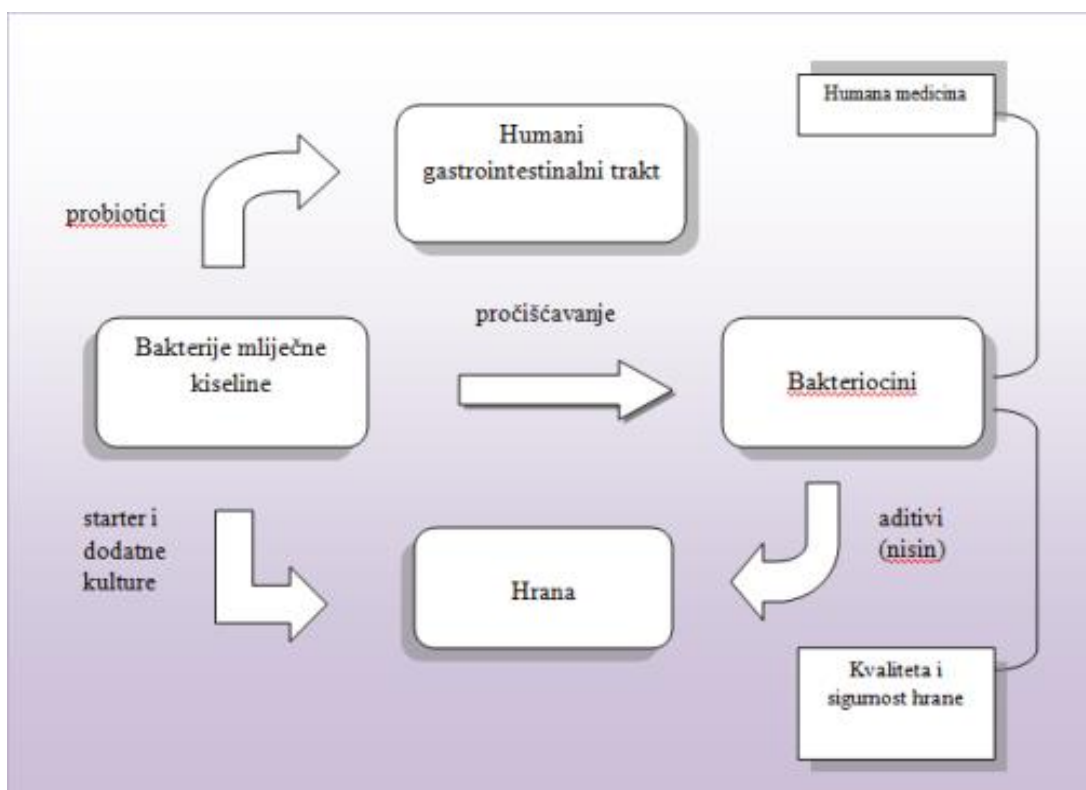 Humana medicina
Humani
gastrointestinalni trakt
probiotici
pročišćavanje
Bakterije mliječne
kiseline
Bakteriocini
starter i
dodatne
kulture
aditivi
(nisin)
Hrana
Kvaliteta i
sigurnost hrane